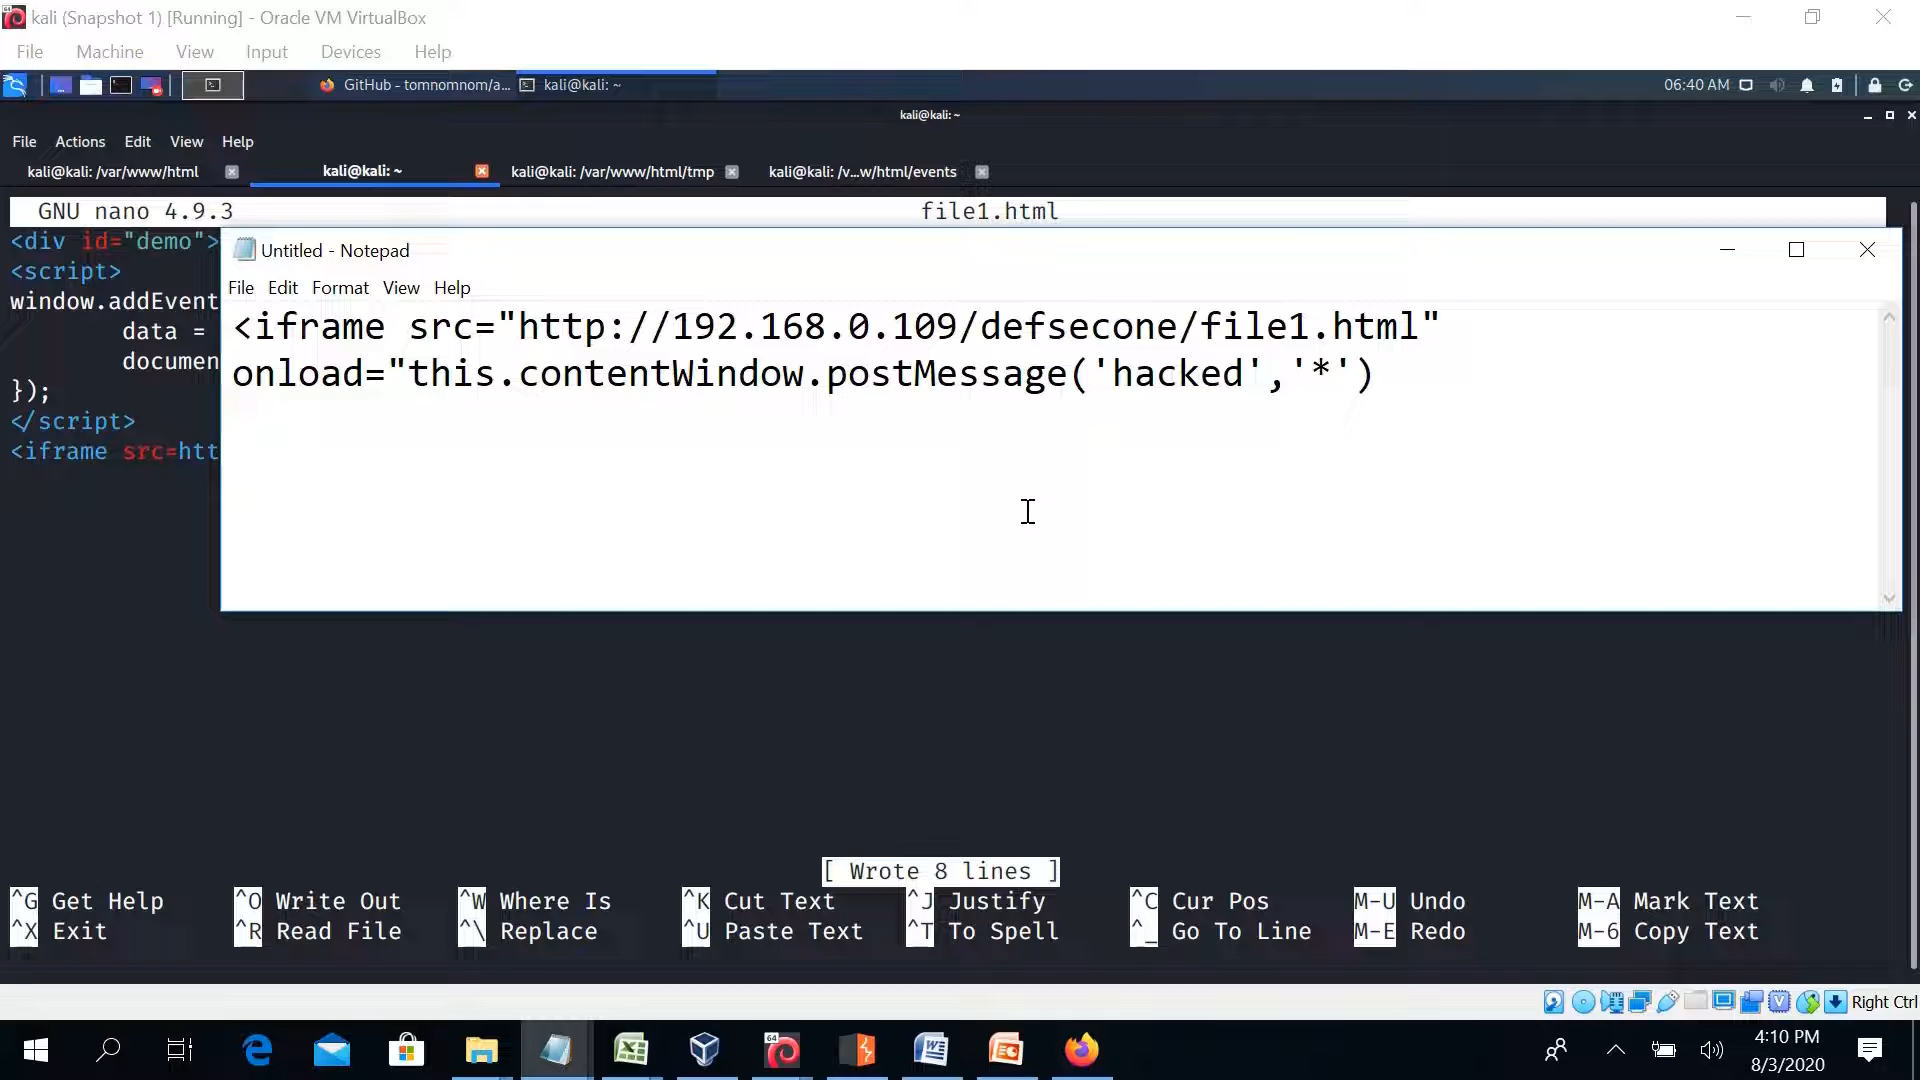 kali (Snapshot 1) [Running] - Oracle VM VirtualBox
File Machine View Input Devices Help
GitHub - tomnomnom/a... kali@kali: ~ 06:40 AM
kali@kali: ~
File Actions Edit View Help
kali@kali: /var/www/html kali@kali: ~ kali@kali: /var/www/html/tmp kali@kali: /v...w/html/events
GNU nano 4.9.3 file1.html
<div id="demo">
<script>
window.addEvent
data =
documen
});
</script>
<iframe src=htt
Untitled - Notepad
File Edit Format View Help
<iframe src="http://192.168.0.109/defsecone/file1.html"
onload="this.contentWindow.postMessage('hacked','*')
[ Wrote 8 lines ]
^G Get Help ^O Write Out ^W Where Is ^K Cut Text ^J Justify ^C Cur Pos M-U Undo M-A Mark Text
^X Exit ^R Read File ^\ Replace ^U Paste Text ^T To Spell ^_ Go To Line M-E Redo M-6 Copy Text
Right Ctrl
4:10 PM
8/3/2020